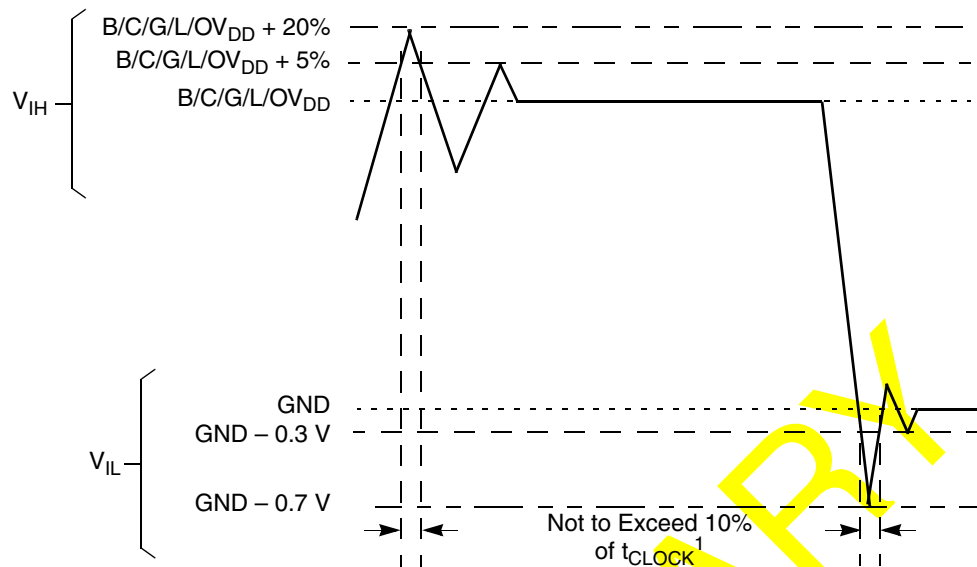 B/C/G/L/OVDD + 20%
B/C/G/L/OVDD + 5%
B/C/G/L/OVDD
VIH
GND
GND – 0.3 V
VIL
GND – 0.7 V
Not to Exceed 10%
of tCLOCK1
ARY